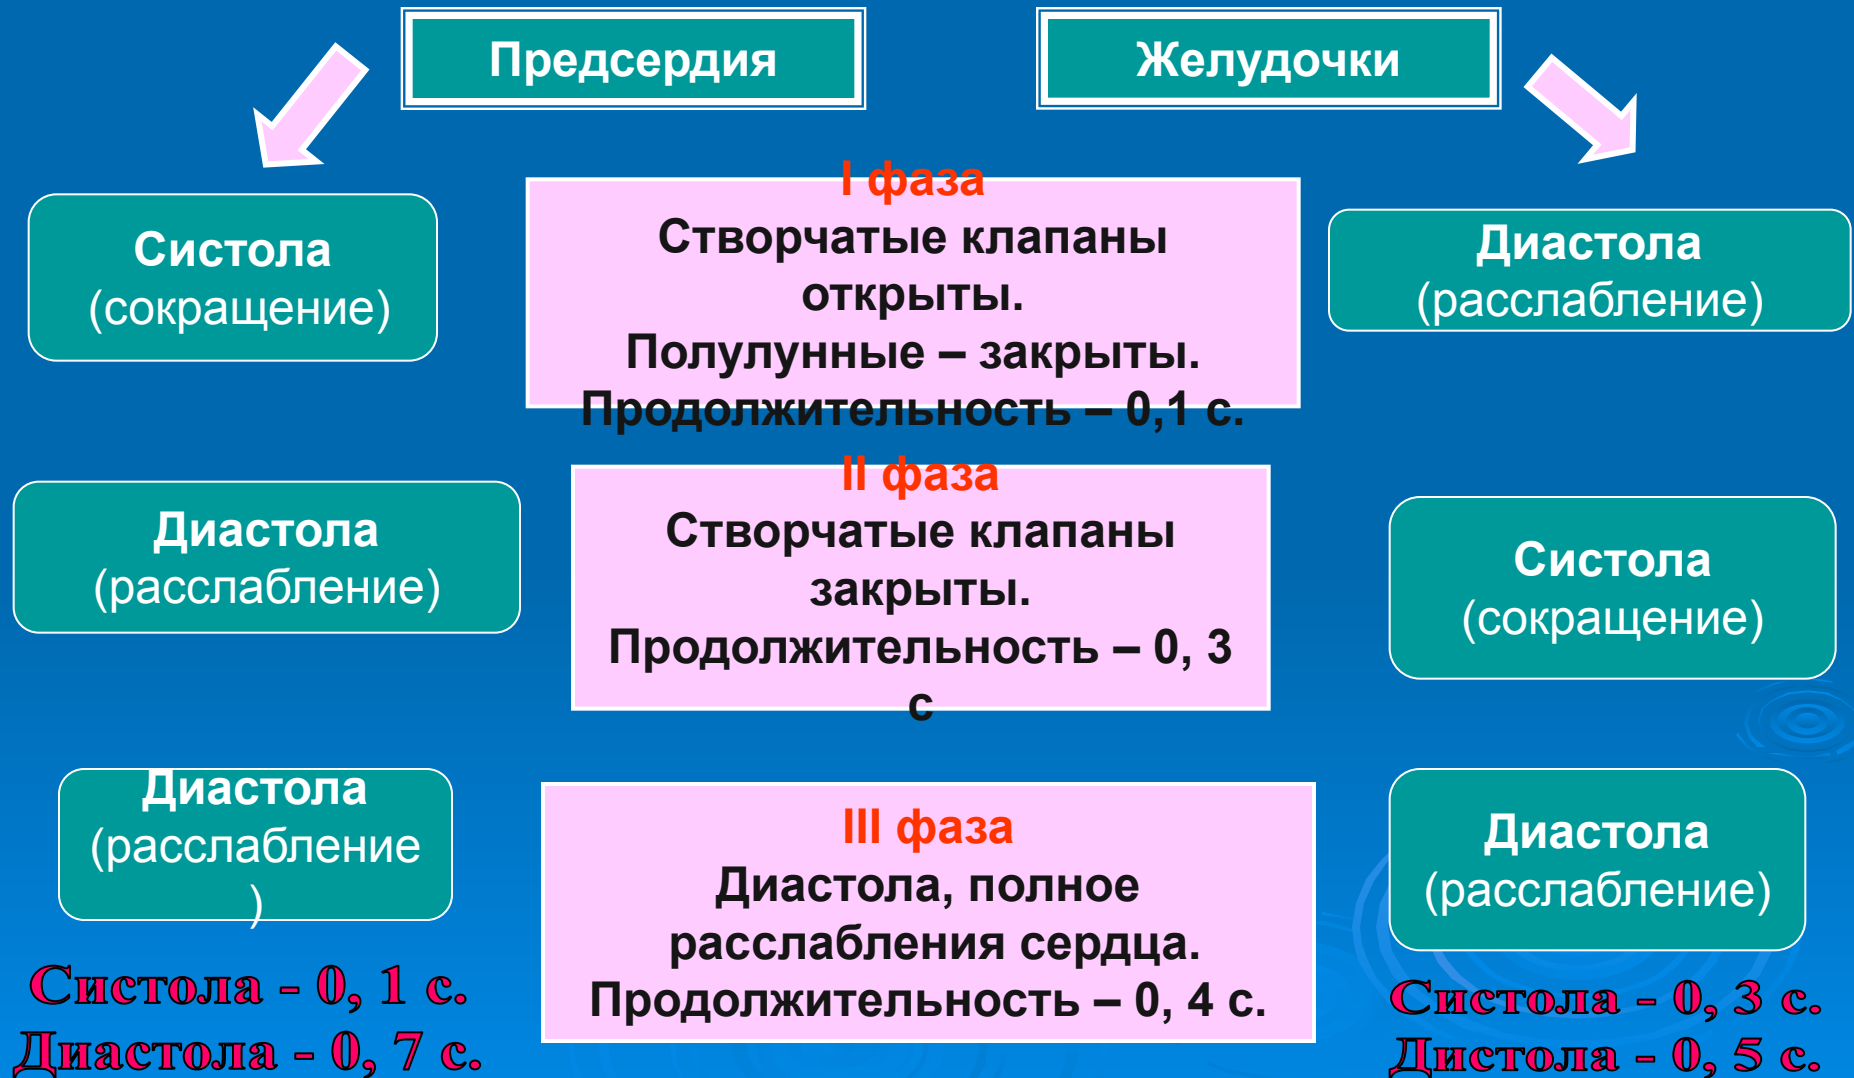 Предсердия
Желудочки
Систола
(сокращение)
I фаза
Створчатые клапаны
открыты.
Полулунные – закрыты.
Продолжительность – 0,1 с.
Диастола
(расслабление)
Диастола
(расслабление)
II фаза
Створчатые клапаны
закрыты.
Продолжительность – 0, 3
с
Систола
(сокращение)
Диастола
(расслабление
)
III фаза
Диастола, полное
расслабления сердца.
Продолжительность – 0, 4 с.
Диастола
(расслабление)
Систола - 0, 1 с.
Диастола - 0, 7 с.
Систола - 0, 3 с.
Дистола - 0, 5 с.